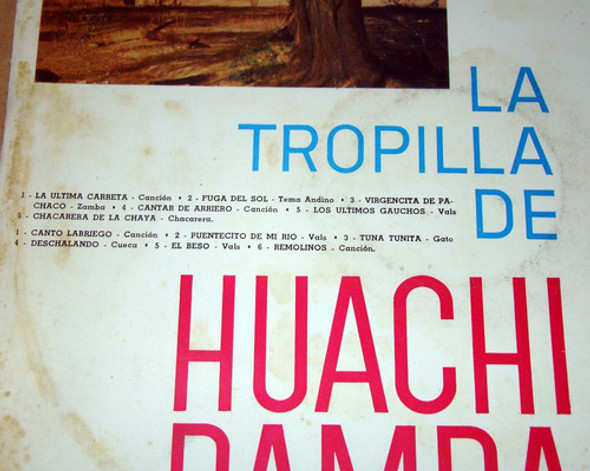 LA
TROPILLA
DE
1 - LA ULTIMA CARRETA - Canción • 2 - FUGA DEL SOL - Tema Andino • 3 - VIRGENCITA DE PA-
CHACO - Zamba • 4 - CANTAR DE ARRIERO - Canción • 5 - LOS ULTIMOS GAUCHOS - Vals
6 - CHACARERA DE LA CHAYA - Chacarera.
1 - CANTO LABRIEGO - Canción • 2 - PUENTECITO DE MI RIO - Vals • 3 - TUNA TUNITA - Gato
4 - DESCHALANDO - Cueca • 5 - EL BESO - Vals • 6 - REMOLINOS - Canción.
HUACHI
PAMPA